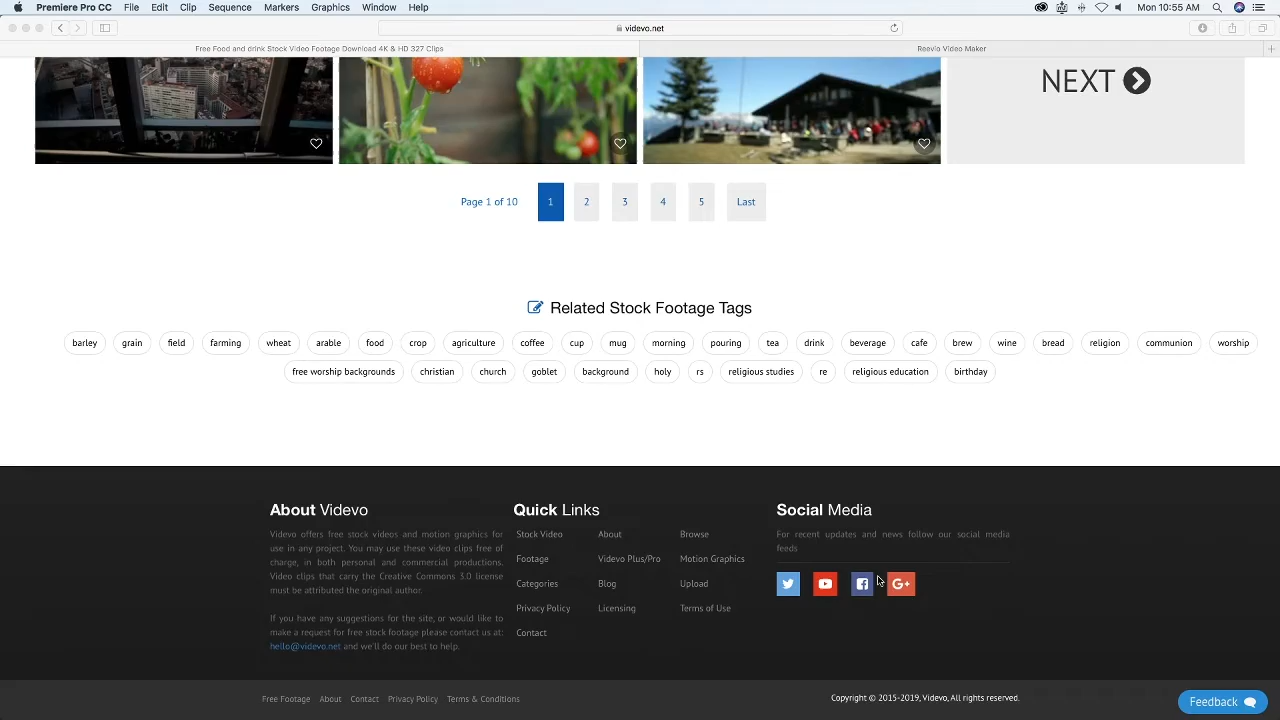 Premiere Pro CC File Edit Clip Sequence Markers Graphics Window Help Mon 10:55 AM
videvo.net
Free Food and drink Stock Video Footage Download 4K & HD 327 Clips Reevio Video Maker
NEXT
Page 1 of 10 1 2 3 4 5 Last
Related Stock Footage Tags
barley grain field farming wheat arable food crop agriculture coffee cup mug morning pouring tea drink beverage cafe brew wine bread religion communion worship
free worship backgrounds christian church goblet background holy rs religious studies re religious education birthday
About Videvo
Videvo offers free stock videos and motion graphics for
use in any project. You may use these video clips free of
charge, in both personal and commercial productions.
Video clips that carry the Creative Commons 3.0 license
must be attributed the original author.
If you have any suggestions for the site, or would like to
make a request for free stock footage please contact us at:
hello@videvo.net and we'll do our best to help.
Quick Links
Stock Video About Browse
Footage Videvo Plus/Pro Motion Graphics
Categories Blog Upload
Privacy Policy Licensing Terms of Use
Contact
Social Media
For recent updates and news follow our social media
feeds
G+
Free Footage About Contact Privacy Policy Terms & Conditions
Copyright © 2015-2019, Videvo, All rights reserved.
Feedback